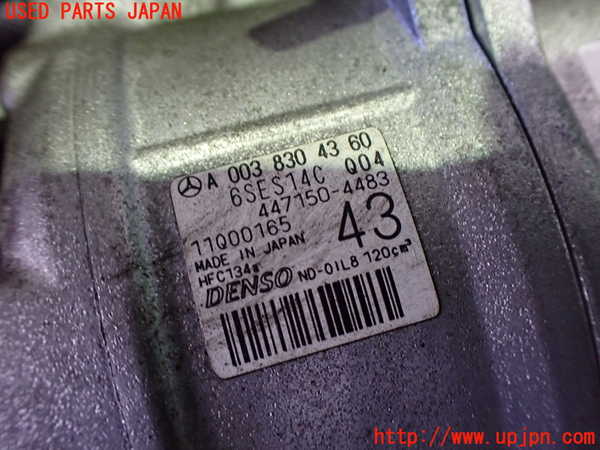 USED PARTS JAPAN
A 003 830 43 60
6SES14C Q04
447150-4483
11Q00165
43
MADE IN JAPAN
HFC134a
DENSO ND-OIL8 120cm³
http://www.upjpn.com